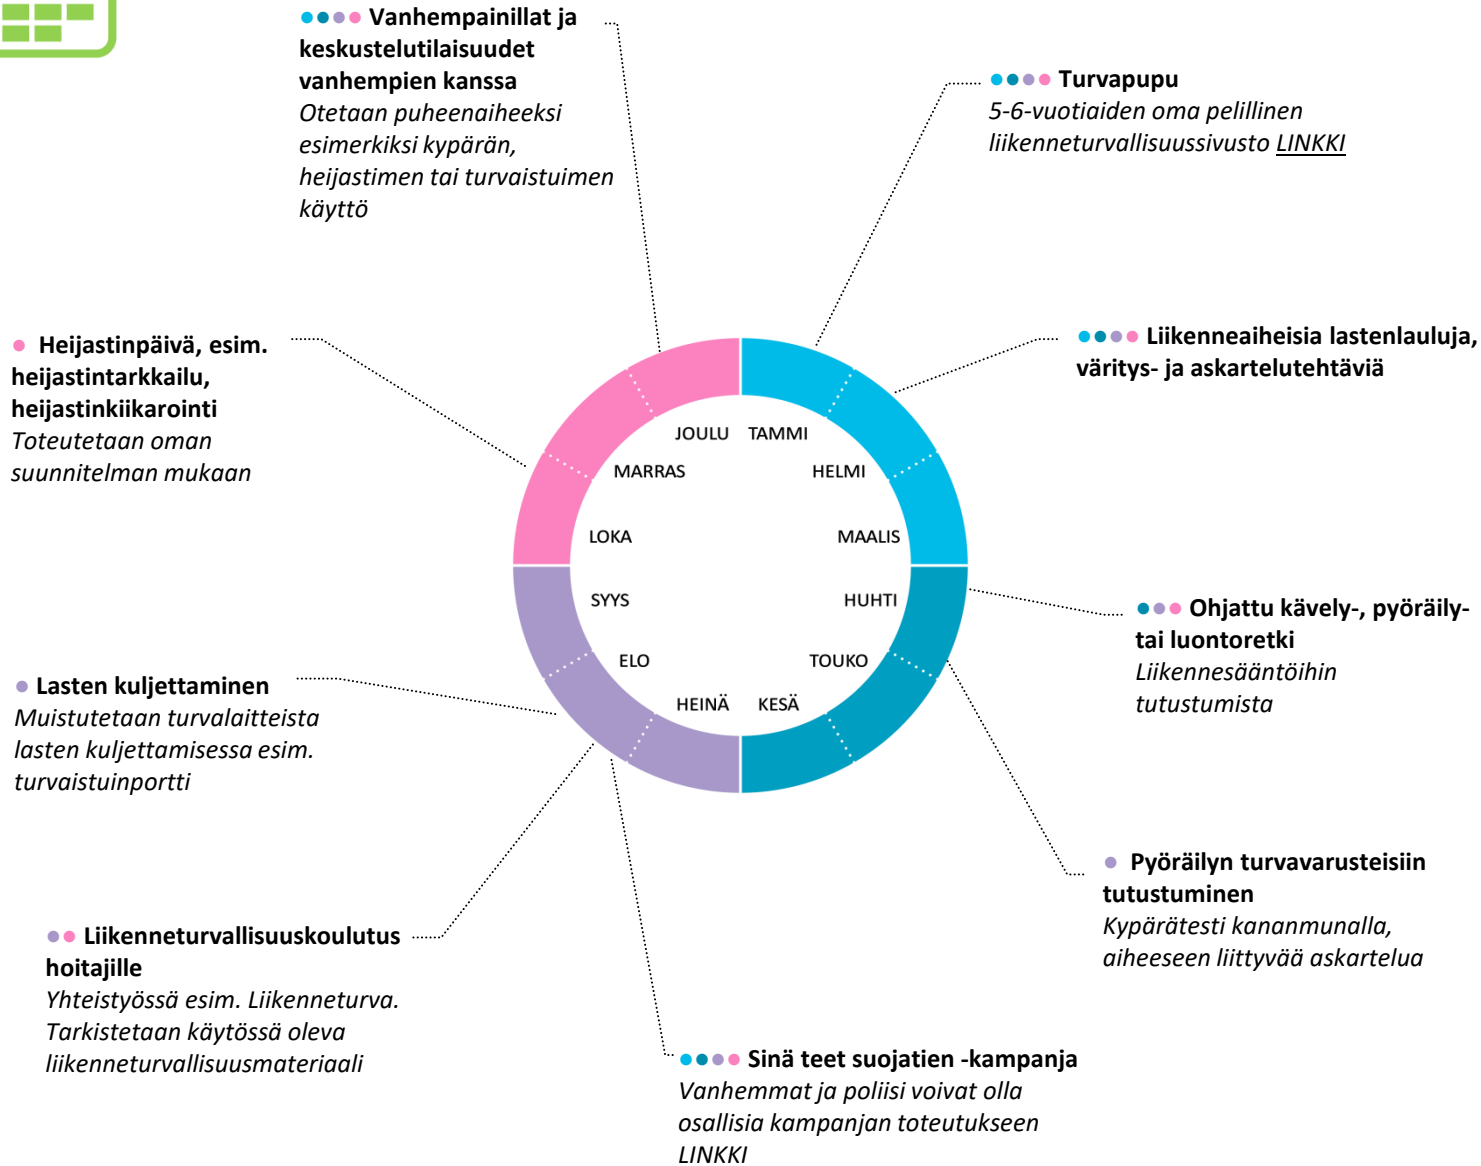 Vanhempainillat ja
keskustelutilaisuudet
vanhempien kanssa
Otetaan puheenaiheeksi
esimerkiksi kypärän,
heijastimen tai turvaistuimen
käyttö
Turvapupu
5-6-vuotiaiden oma pelillinen
liikenneturvallisuussivusto LINKKI
Heijastinpäivä, esim.
heijastintarkkailu,
heijastinkiikarointi
Toteutetaan oman
suunnitelman mukaan
Liikenneaiheisia lastenlauluja,
väritys- ja askartelutehtäviä
JOULU TAMMI
MARRAS HELMI
LOKA MAALIS
SYYS HUHTI
ELO TOUKO
HEINÄ KESÄ
Ohjattu kävely-, pyöräily-
tai luontoretki
Liikennesääntöihin
tutustumista
Lasten kuljettaminen
Muistutetaan turvalaitteista
lasten kuljettamisessa esim.
turvaistuinportti
Pyöräilyn turvavarusteisiin
tutustuminen
Kypärätesti kananmunalla,
aiheeseen liittyvää askartelua
Liikenneturvallisuuskoulutus
hoitajille
Yhteistyössä esim. Liikenneturva.
Tarkistetaan käytössä oleva
liikenneturvallisuusmateriaali
Sinä teet suojatien -kampanja
Vanhemmat ja poliisi voivat olla
osallisia kampanjan toteutukseen
LINKKI